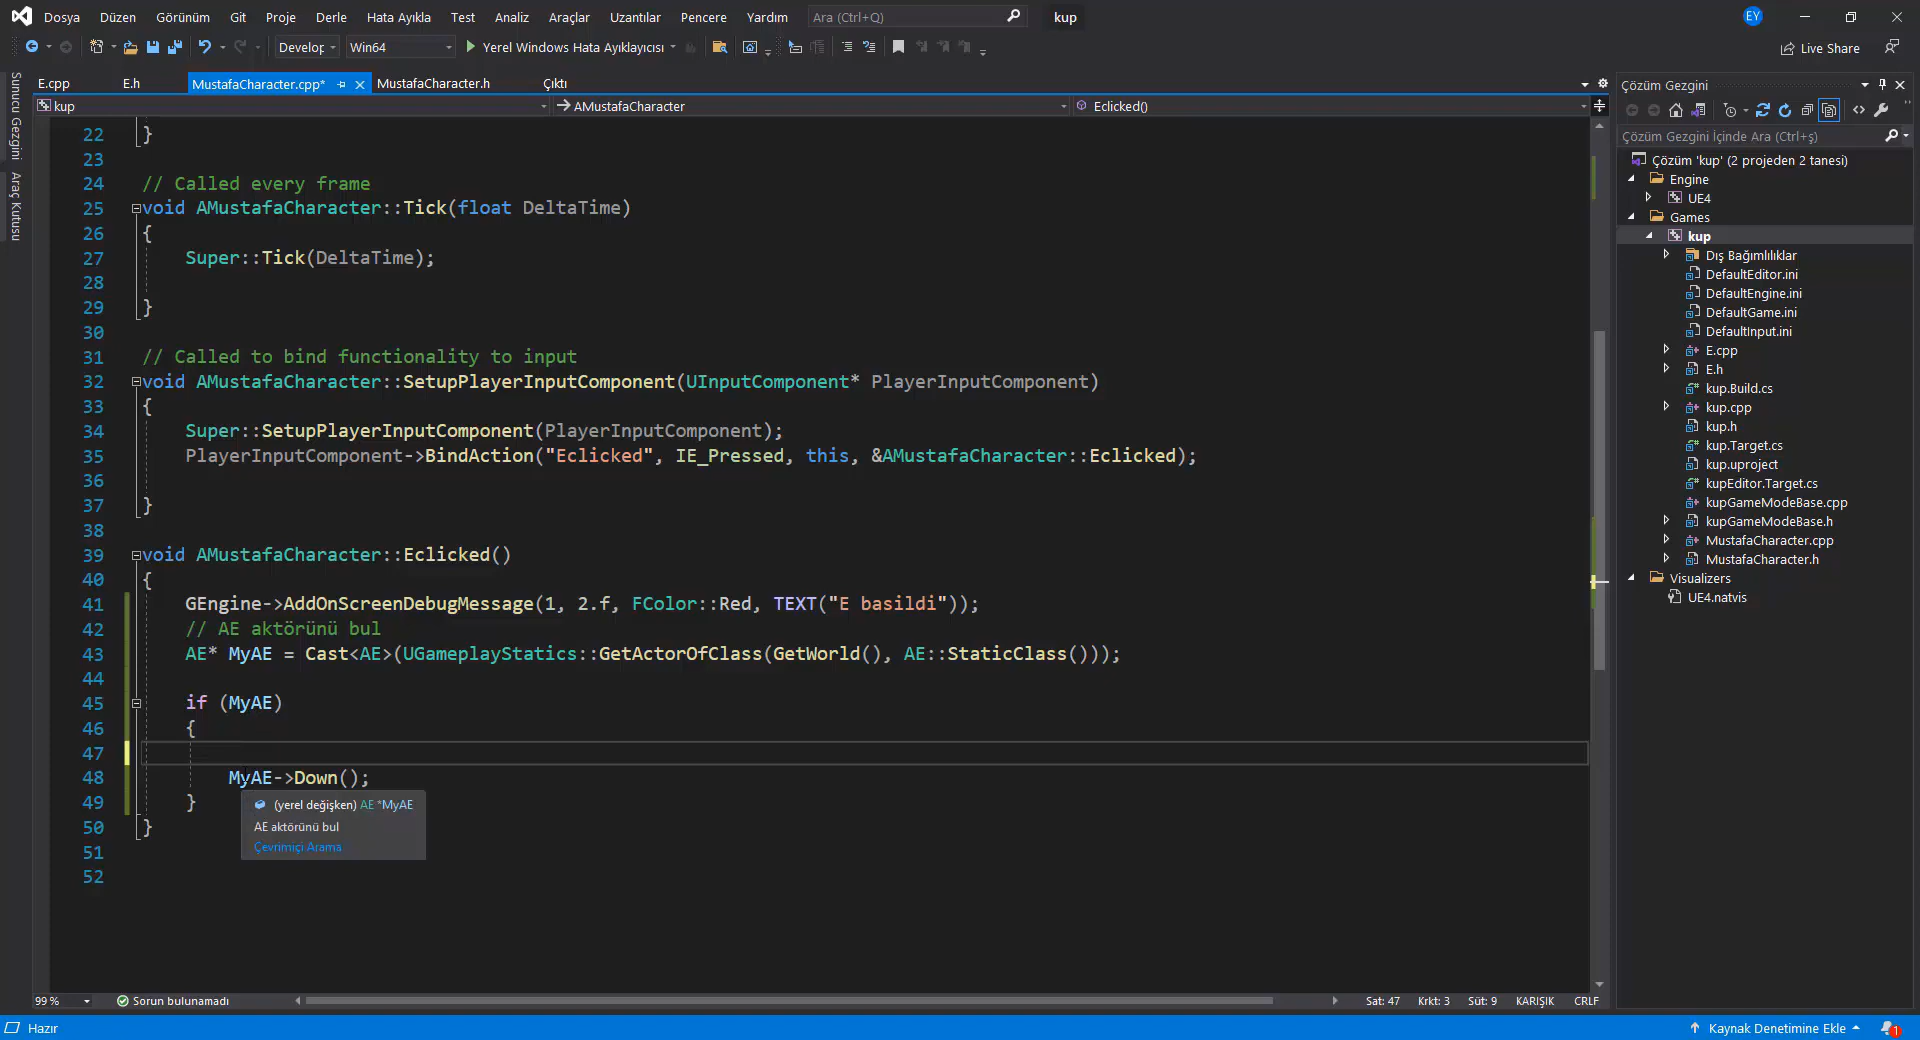 Dosya Düzen Görünüm Git Proje Derle Hata Ayıkla Test Analiz Araçlar Uzantılar Pencere Yardım Ara (Ctrl+Q) kup EY
Develop Win64 Yerel Windows Hata Ayıklayıcısı Live Share
Sunucu Gezgini
Araç Kutusu
E.cpp E.h MustafaCharacter.cpp* MustafaCharacter.h Çıktı
kup AMustafaCharacter Eclicked()
22 }
23
24 // Called every frame
25 void AMustafaCharacter::Tick(float DeltaTime)
26 {
27 Super::Tick(DeltaTime);
28
29 }
30
31 // Called to bind functionality to input
32 void AMustafaCharacter::SetupPlayerInputComponent(UInputComponent* PlayerInputComponent)
33 {
34 Super::SetupPlayerInputComponent(PlayerInputComponent);
35 PlayerInputComponent->BindAction("Eclicked", IE_Pressed, this, &AMustafaCharacter::Eclicked);
36
37 }
38
39 void AMustafaCharacter::Eclicked()
40 {
41 GEngine->AddOnScreenDebugMessage(1, 2.f, FColor::Red, TEXT("E basildi"));
42 // AE aktörünü bul
43 AE* MyAE = Cast<AE>(UGameplayStatics::GetActorOfClass(GetWorld(), AE::StaticClass()));
44
45 if (MyAE)
46 {
47
48 MyAE->Down();
49 }
50 }
51
52
(yerel değişken) AE *MyAE
AE aktörünü bul
Çevrimiçi Arama
Çözüm Gezgini
Çözüm Gezgini İçinde Ara (Ctrl+ş)
Çözüm 'kup' (2 projeden 2 tanesi)
Engine
UE4
Games
kup
Dış Bağımlılıklar
DefaultEditor.ini
DefaultEngine.ini
DefaultGame.ini
DefaultInput.ini
E.cpp
E.h
kup.Build.cs
kup.cpp
kup.h
kup.Target.cs
kup.uproject
kupEditor.Target.cs
kupGameModeBase.cpp
kupGameModeBase.h
MustafaCharacter.cpp
MustafaCharacter.h
Visualizers
UE4.natvis
99 % Sorun bulunamadı Sat: 47 Krkt: 3 Süt: 9 KARIŞIK CRLF
Hazır Kaynak Denetimine Ekle 1